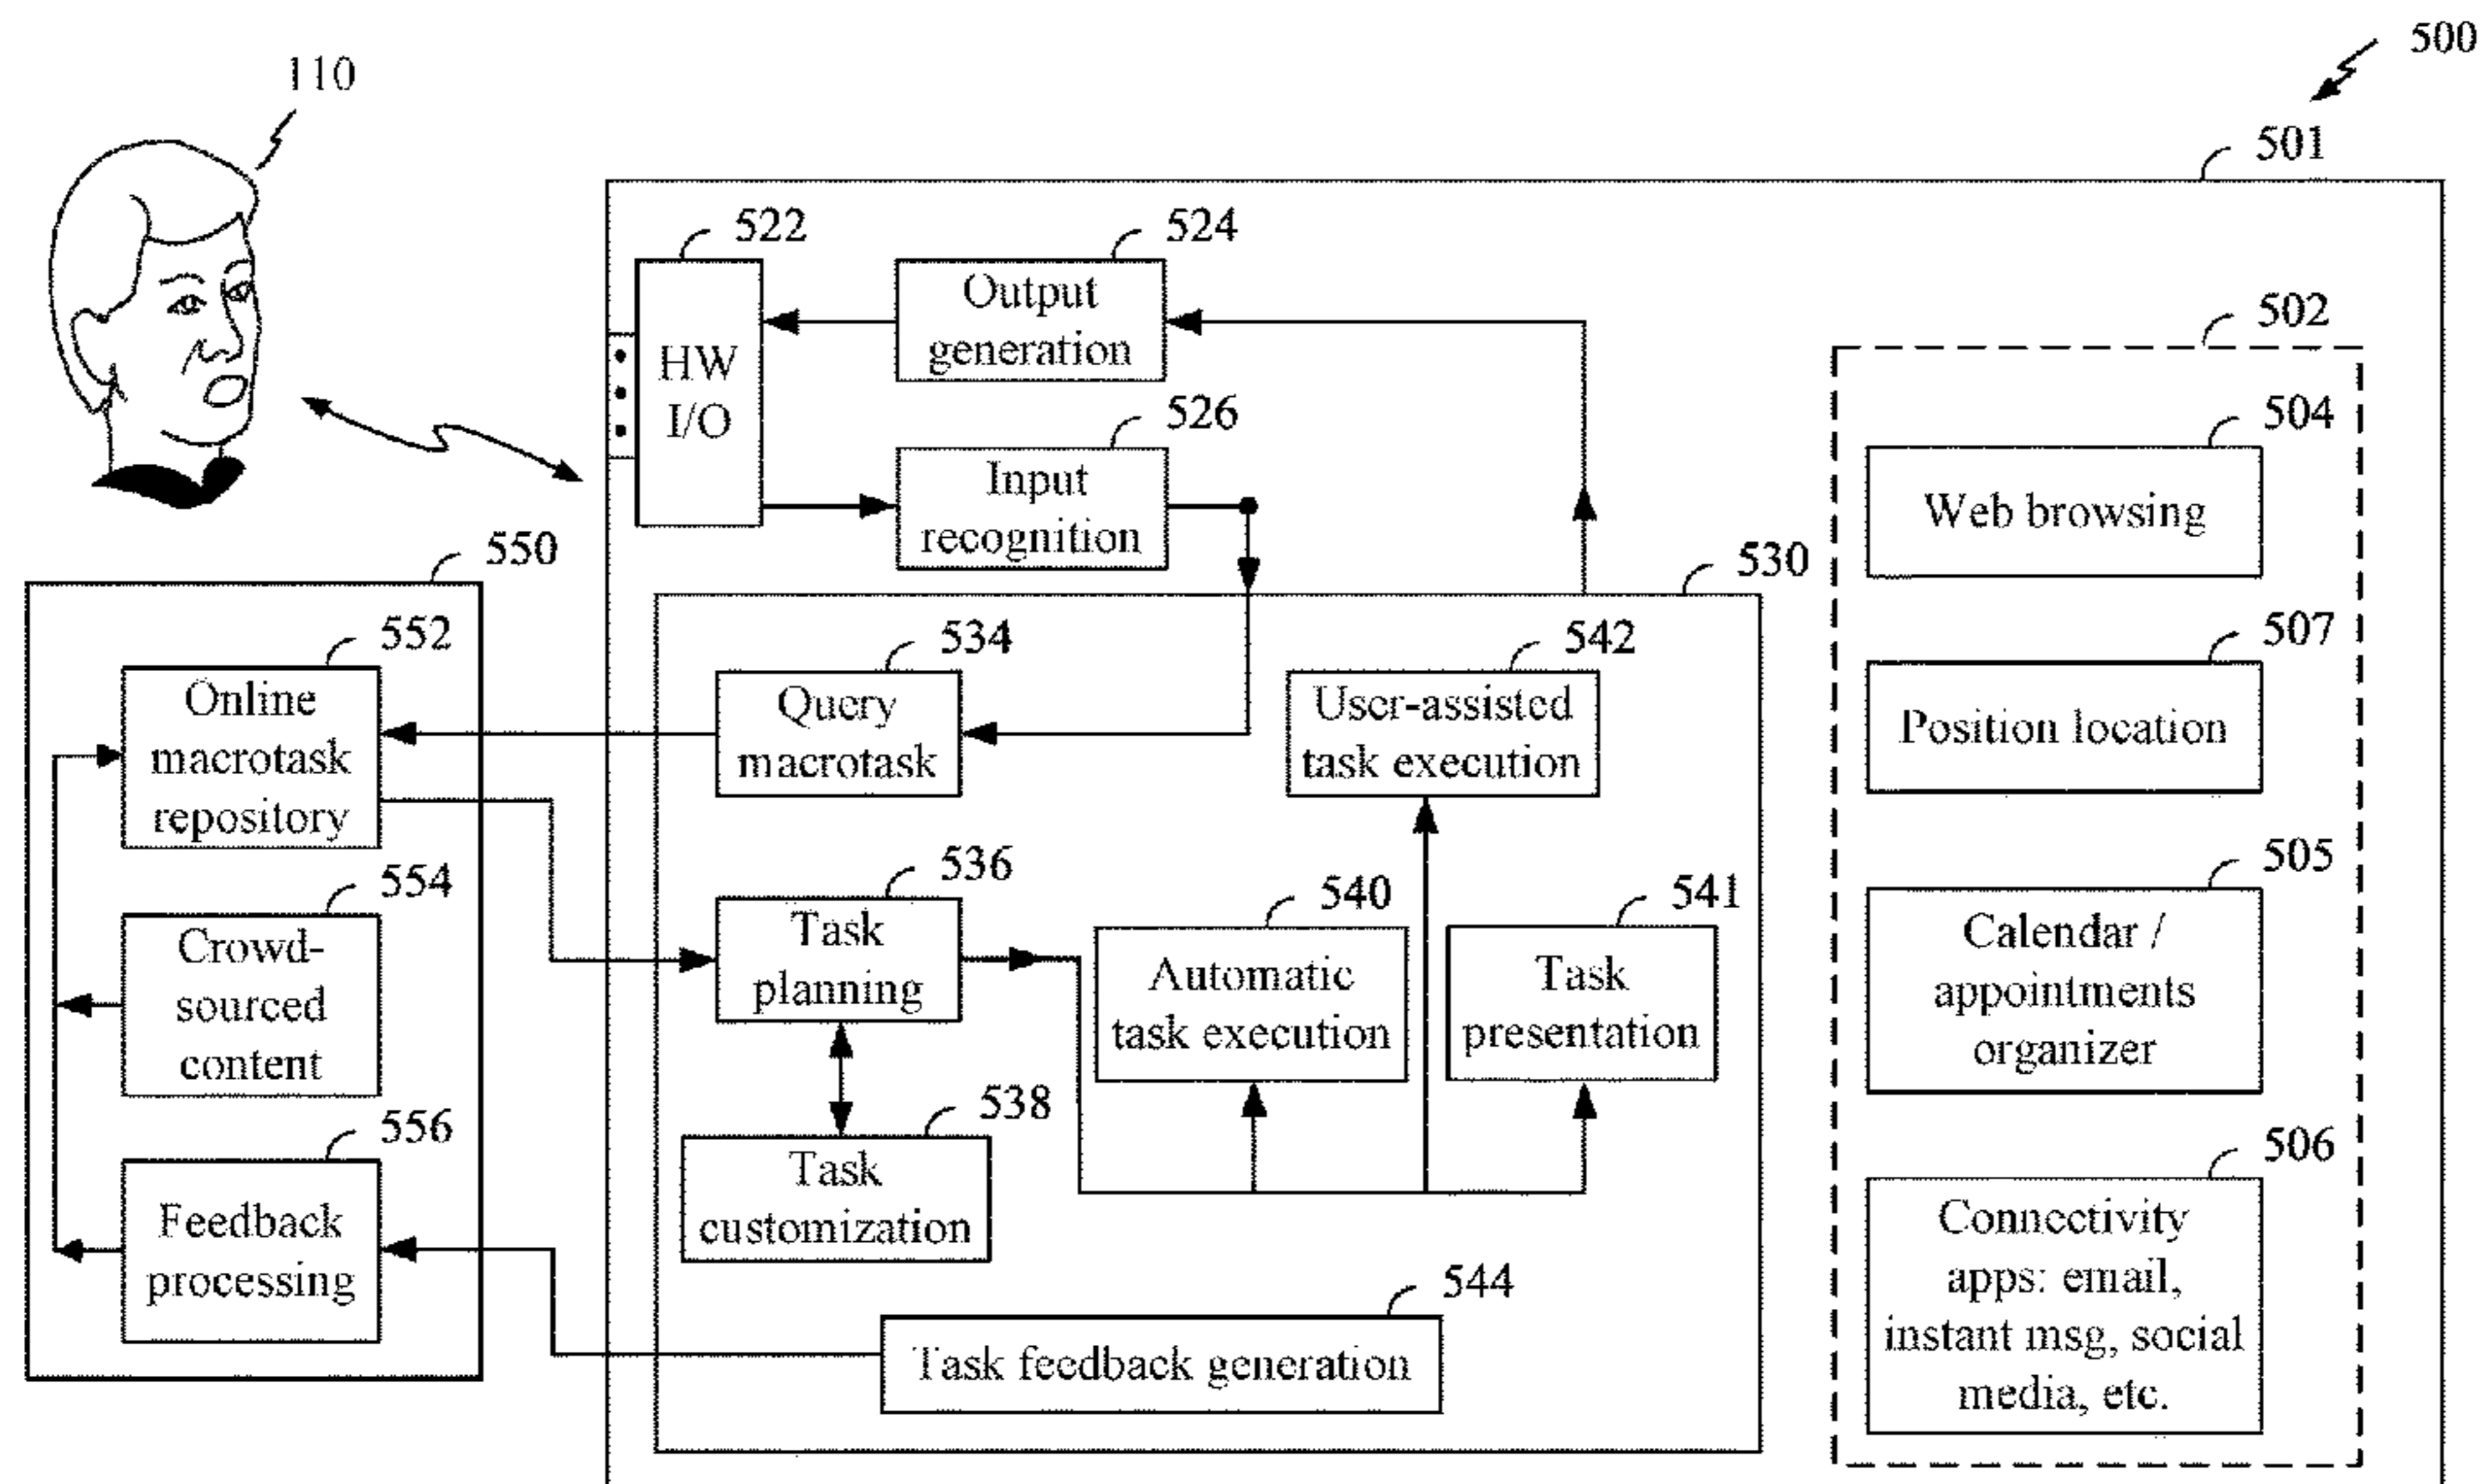 500
110
501
522
524
HW
I/O
Output
generation
526
Input
recognition
502
504
Web browsing
507
Position location
505
Calendar /
appointments
organizer
506
Connectivity
apps: email,
instant msg, social
media, etc.
550
552
Online
macrotask
repository
554
Crowd-
sourced
content
556
Feedback
processing
530
534
Query
macrotask
542
User-assisted
task execution
536
Task
planning
540
Automatic
task execution
541
Task
presentation
538
Task
customization
544
Task feedback generation